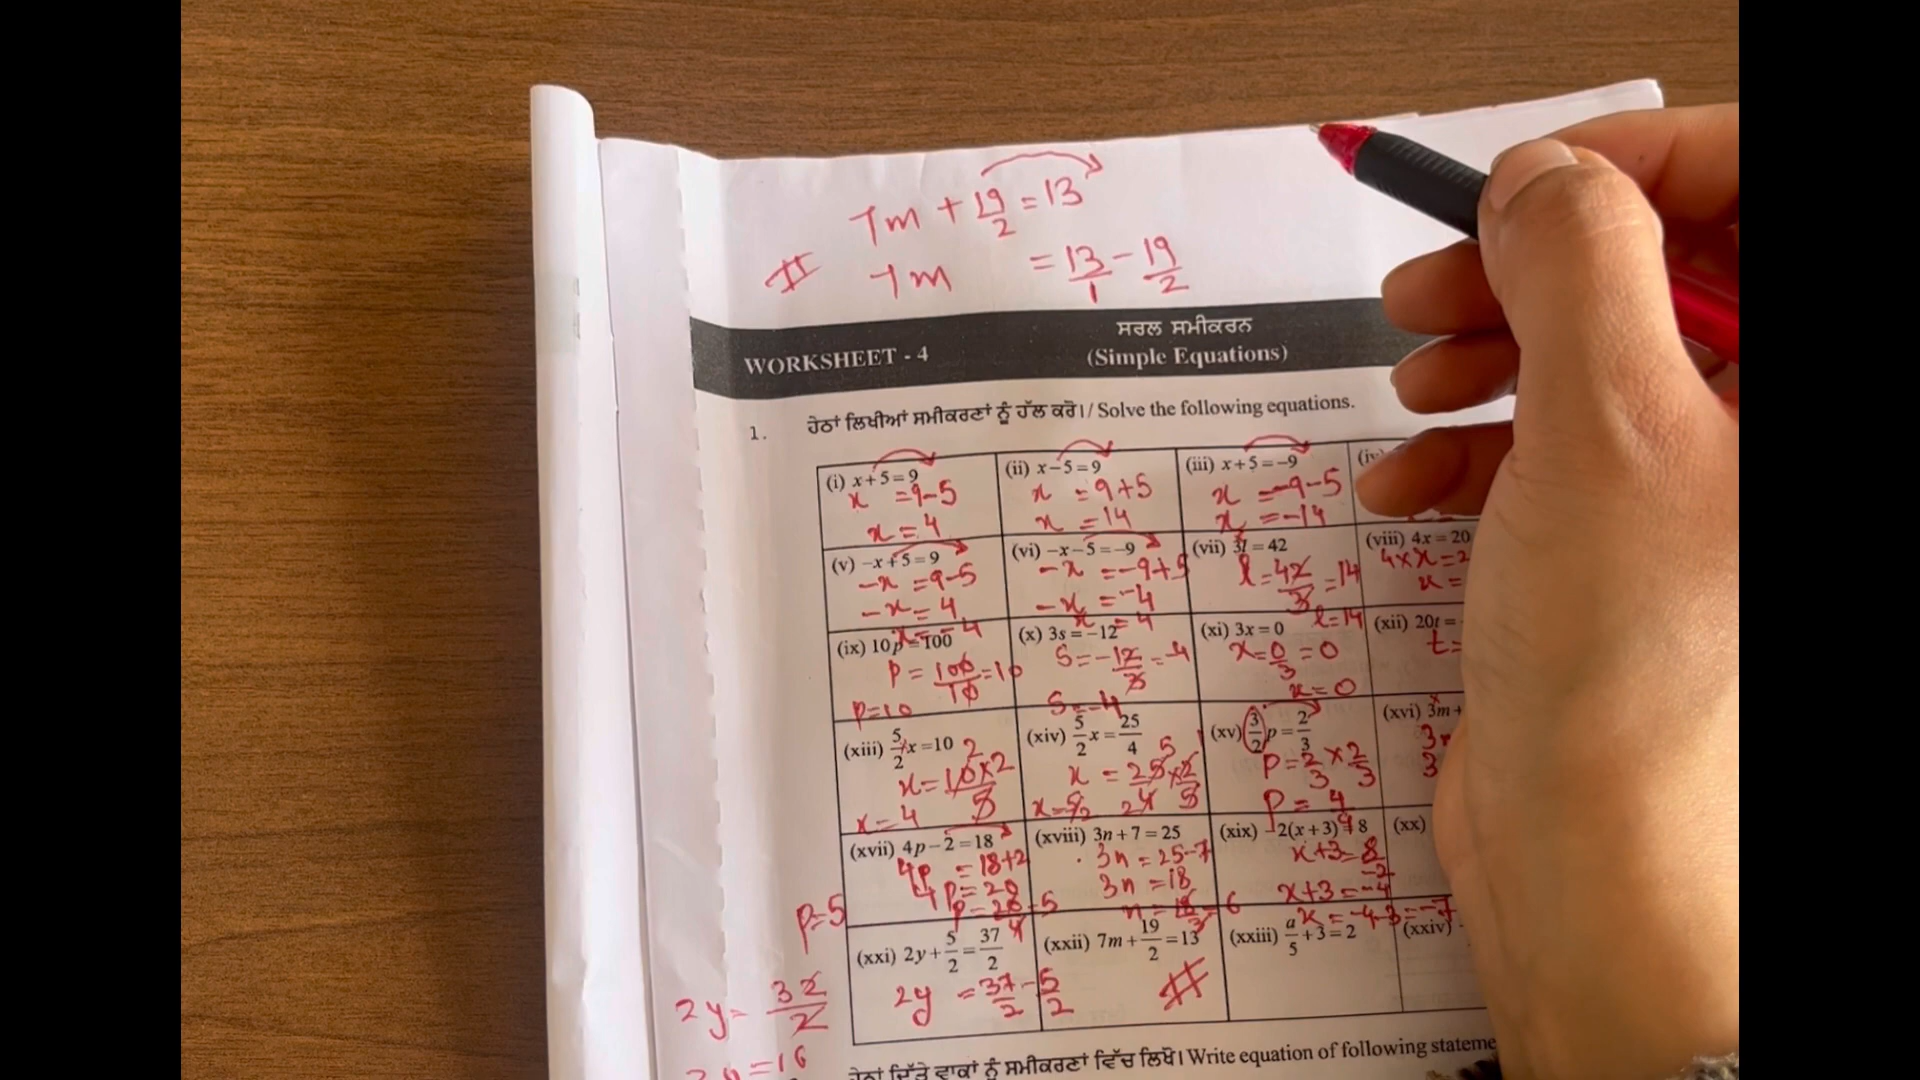 7m + 19/2 = 13
# 7m = 13/1 - 19/2
ਸਰਲ ਸਮੀਕਰਨ
WORKSHEET - 4 (Simple Equations)
1. ਹੇਠਾਂ ਲਿਖੀਆਂ ਸਮੀਕਰਣਾਂ ਨੂੰ ਹੱਲ ਕਰੋ।/ Solve the following equations.
(i) x + 5 = 9
x = 9 - 5
x = 4
(ii) x - 5 = 9
x = 9 + 5
x = 14
(iii) x + 5 = -9
x = -9 - 5
x = -14
(v) -x + 5 = 9
-x = 9 - 5
-x = 4
x = -4
(vi) -x - 5 = -9
-x = -9 + 5
-x = -4
x = 4
(vii) 3l = 42
l = 42/3 = 14
l = 14
(viii) 4x = 20
4 × x = 2
x =
(ix) 10p = 100
p = 100/10 = 10
p = 10
(x) 3s = -12
s = -12/3 = -4
s = -4
(xi) 3x = 0
x = 0/3 = 0
x = 0
(xii) 20t =
t =
(xiii) 5/2 x = 10
x = 10 × 2/5
x = 4
(xiv) 5/2 x = 25/4
x = 25/4 × 2/5
x = 5/2
(xv) 3/2 p = 2/3
p = 2/3 × 2/3
p = 4/9
(xvi) 3m +
3
(xvii) 4p - 2 = 18
4p = 18 + 2
4p = 20
p = 20/4 = 5
p = 5
(xviii) 3n + 7 = 25
3n = 25 - 7
3n = 18
n = 18/3 = 6
(xix) -2(x + 3) = 8
x + 3 = 8/-2
x + 3 = -4
x = -4 - 3 = -7
(xx)
(xxi) 2y + 5/2 = 37/2
2y = 37/2 - 5/2
2y = 32/2
2y = 16
(xxii) 7m + 19/2 = 13
#
(xxiii) a/5 + 3 = 2
(xxiv)
ਹੇਠਾਂ ਦਿੱਤੇ ਵਾਕਾਂ ਨੂੰ ਸਮੀਕਰਣਾਂ ਵਿੱਚ ਲਿਖੋ। Write equation of following stateme